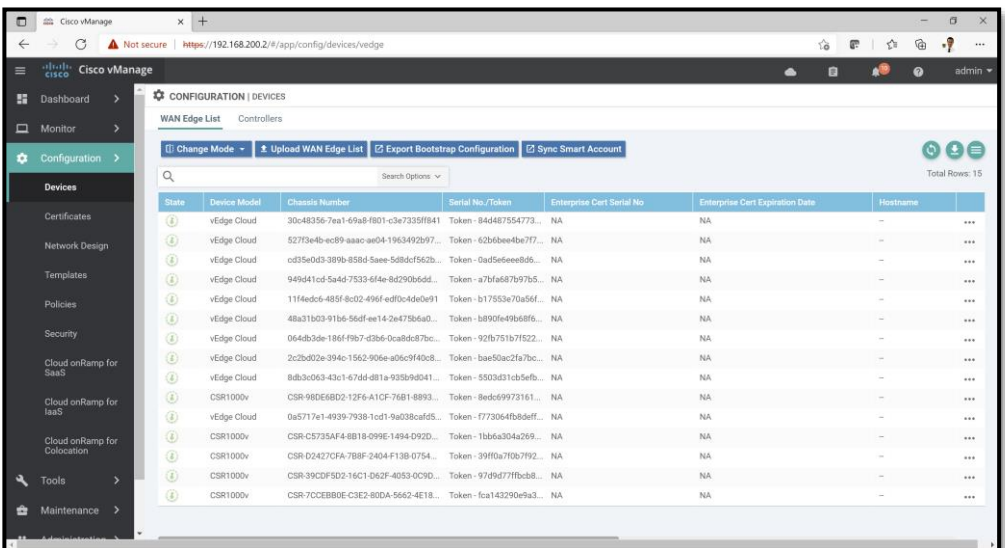 Cisco vManage
Not secure | https://192.168.200.2/#/app/config/devices/vedge
CISCO Cisco vManage
admin
Dashboard
Monitor
Configuration
Devices
Certificates
Network Design
Templates
Policies
Security
Cloud onRamp for
SaaS
Cloud onRamp for
IaaS
Cloud onRamp for
Colocation
Tools
Maintenance
Administration
CONFIGURATION | DEVICES
WAN Edge List Controllers
Change Mode Upload WAN Edge List Export Bootstrap Configuration Sync Smart Account
Search Options
Total Rows: 15
State Device Model Chassis Number Serial No./Token Enterprise Cert Serial No Enterprise Cert Expiration Date Hostname
vEdge Cloud 30c48356-7ea1-69a8-f801-c3e7335ff841 Token - 84d487554773... NA NA –
vEdge Cloud 527f3e4b-ec89-aaac-ae04-1963492b97... Token - 62b6bee4be7f7... NA NA –
vEdge Cloud cd35e0d3-389b-858d-5aee-5d8dcf562b... Token - 0ad5e6eee8d6... NA NA –
vEdge Cloud 949d41cd-5a4d-7533-6f4e-8d290b6dd... Token - a7bfa687b97b5... NA NA –
vEdge Cloud 11f4edc6-485f-8c02-496f-edf0c4de0e91 Token - b17553e70a56f... NA NA –
vEdge Cloud 48a31b03-91b6-56df-ee14-2e475b6a0... Token - b890fe49b68f6... NA NA –
vEdge Cloud 064db3de-186f-f9b7-d3b6-0ca8dc87bc... Token - 92fb751b7f522... NA NA –
vEdge Cloud 2c2bd02e-394c-1562-906e-a06c9f40c8... Token - bae50ac2fa7bc... NA NA –
vEdge Cloud 8db3c063-43c1-67dd-d81a-935b9d041... Token - 5503d31cb5efb... NA NA –
CSR1000v CSR-98DE6BD2-12F6-A1CF-76B1-8893... Token - 8edc69973161... NA NA –
vEdge Cloud 0a5717e1-4939-7938-1cd1-9a038cafd5... Token - f773064fb8deff... NA NA –
CSR1000v CSR-C5735AF4-8B18-099E-1494-D92D... Token - 1bb6a304a269... NA NA –
CSR1000v CSR-D2427CFA-7B8F-2404-F13B-0754... Token - 39ff0a7f0b7f92... NA NA –
CSR1000v CSR-39CDF5D2-16C1-D62F-4053-0C9D... Token - 97d9d77ffbcb8... NA NA –
CSR1000v CSR-7CCEBB0E-C3E2-80DA-5662-4E18... Token - fca143290e9a3... NA NA –